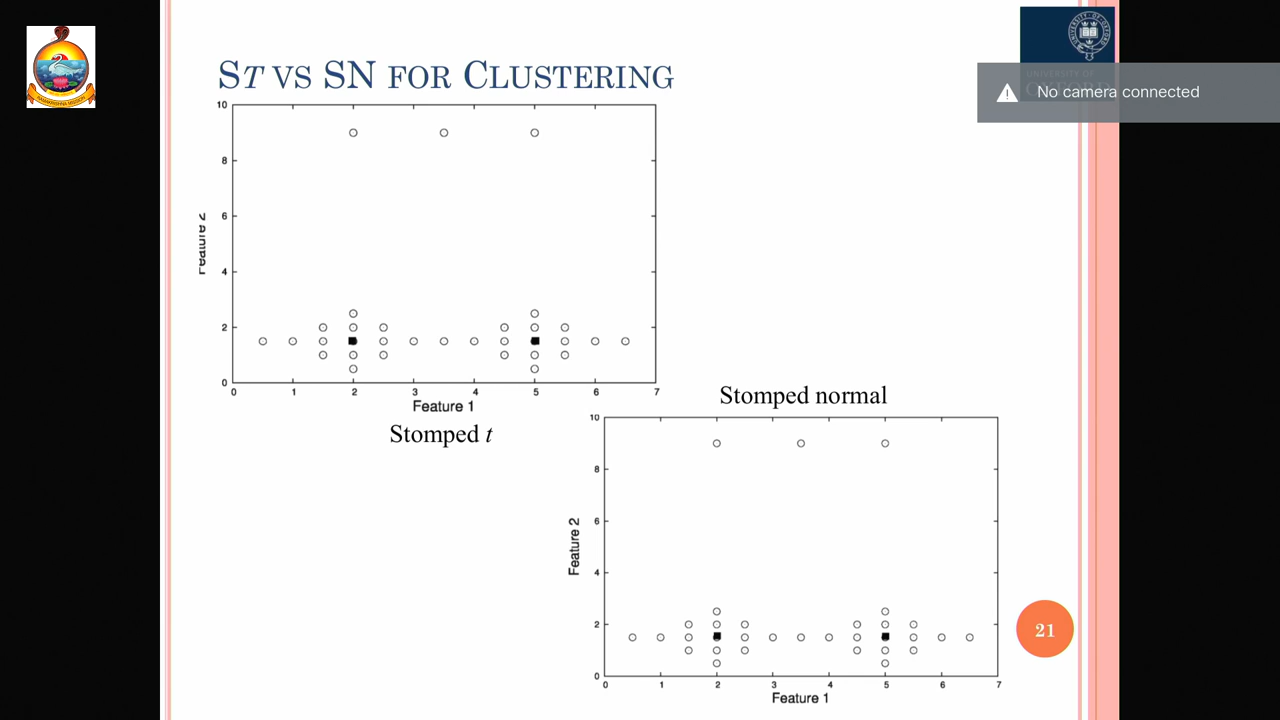 ST VS SN FOR CLUSTERING
No camera connected
10
8
6
4
2
0
Feature 2
0 1 2 3 4 5 6 7
Feature 1
Stomped t
Stomped normal
10
8
6
4
2
0
Feature 2
0 1 2 3 4 5 6 7
Feature 1
21